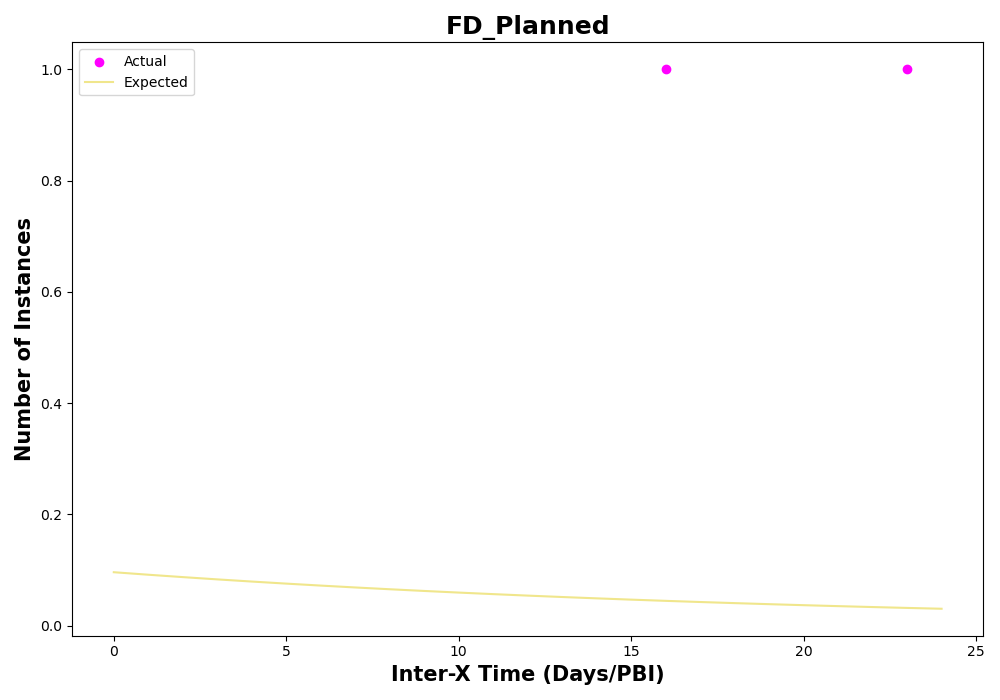 FD_Planned
Actual
Expected
Number of Instances
1.0
0.8
0.6
0.4
0.2
0.0
0
5
10
15
20
25
Inter-X Time (Days/PBI)